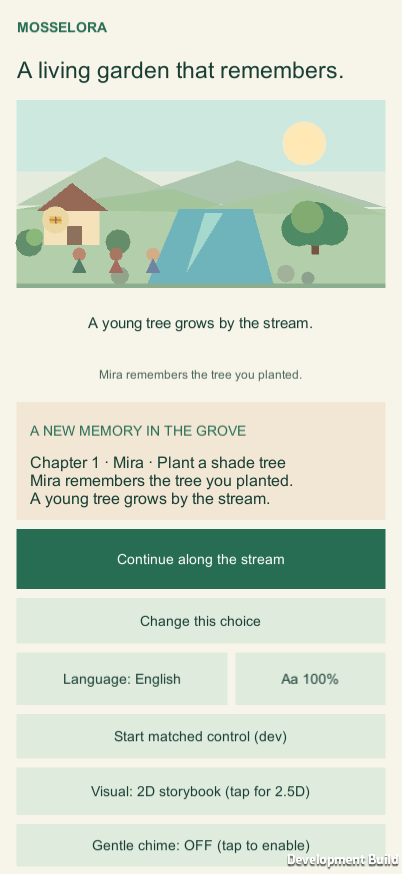 MOSSELORA
A living garden that remembers.
A young tree grows by the stream.
Mira remembers the tree you planted.
A NEW MEMORY IN THE GROVE
Chapter 1 · Mira · Plant a shade tree
Mira remembers the tree you planted.
A young tree grows by the stream.
Continue along the stream
Change this choice
Language: English
Aa 100%
Start matched control (dev)
Visual: 2D storybook (tap for 2.5D)
Gentle chime: OFF (tap to enable)
Development Build